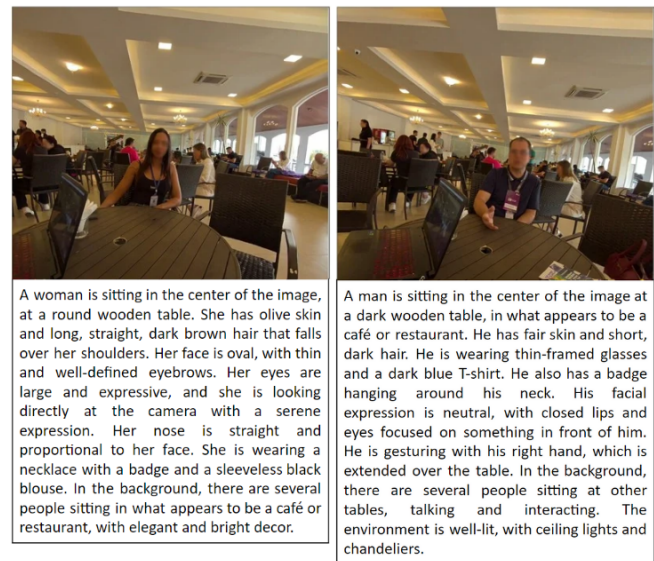 A woman is sitting in the center of the image,
at a round wooden table. She has olive skin
and long, straight, dark brown hair that falls
over her shoulders. Her face is oval, with thin
and well-defined eyebrows. Her eyes are
large and expressive, and she is looking
directly at the camera with a serene
expression. Her nose is straight and
proportional to her face. She is wearing a
necklace with a badge and a sleeveless black
blouse. In the background, there are several
people sitting in what appears to be a café or
restaurant, with elegant and bright decor.
A man is sitting in the center of the image at
a dark wooden table, in what appears to be a
café or restaurant. He has fair skin and short,
dark hair. He is wearing thin-framed glasses
and a dark blue T-shirt. He also has a badge
hanging around his neck. His facial
expression is neutral, with closed lips and
eyes focused on something in front of him.
He is gesturing with his right hand, which is
extended over the table. In the background,
there are several people sitting at other
tables, talking and interacting. The
environment is well-lit, with ceiling lights and
chandeliers.